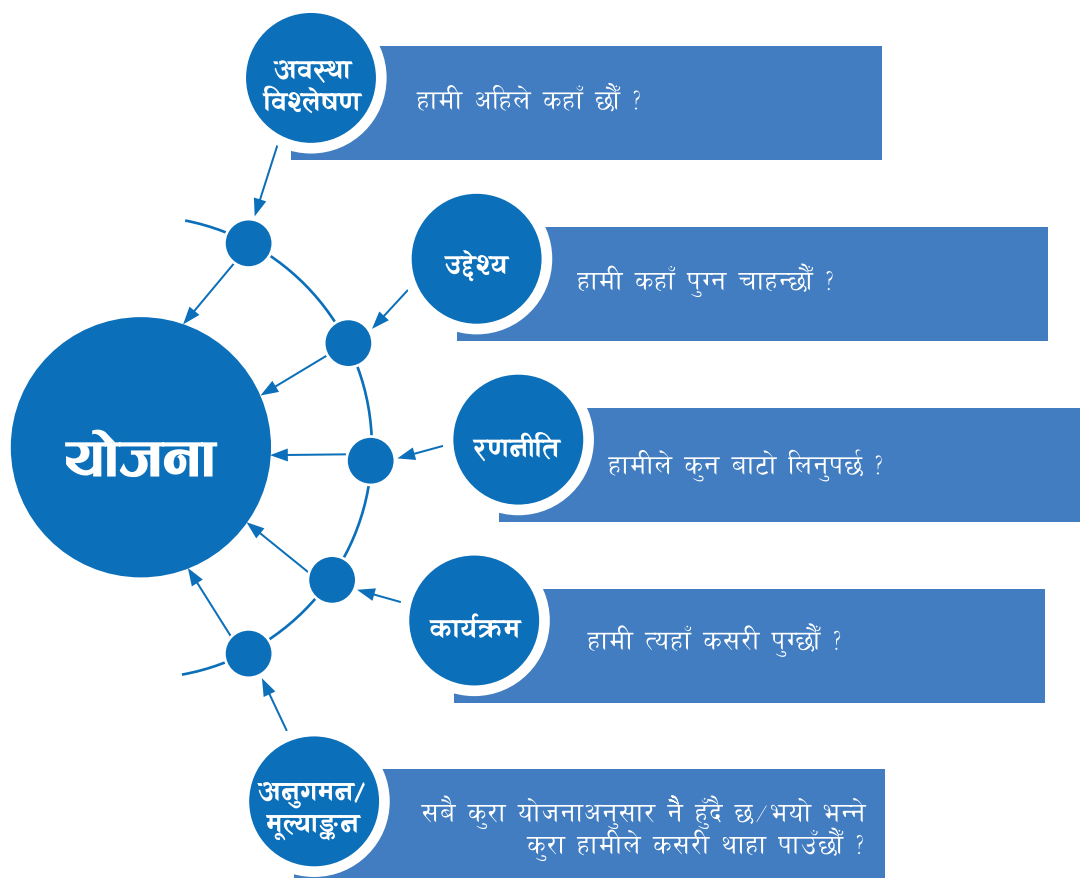 अवस्था
विश्लेषण
हामी अहिले कहाँ छौँ ?
उद्देश्य
हामी कहाँ पुग्न चाहन्छौँ ?
योजना
रणनीति
हामीले कुन बाटो लिनुपर्छ ?
कार्यक्रम
हामी त्यहाँ कसरी पुग्छौँ ?
अनुगमन/
मूल्याङ्कन
सबै कुरा योजनाअनुसार नै हुँदै छ/भयो भन्ने
कुरा हामीले कसरी थाहा पाउँछौँ ?